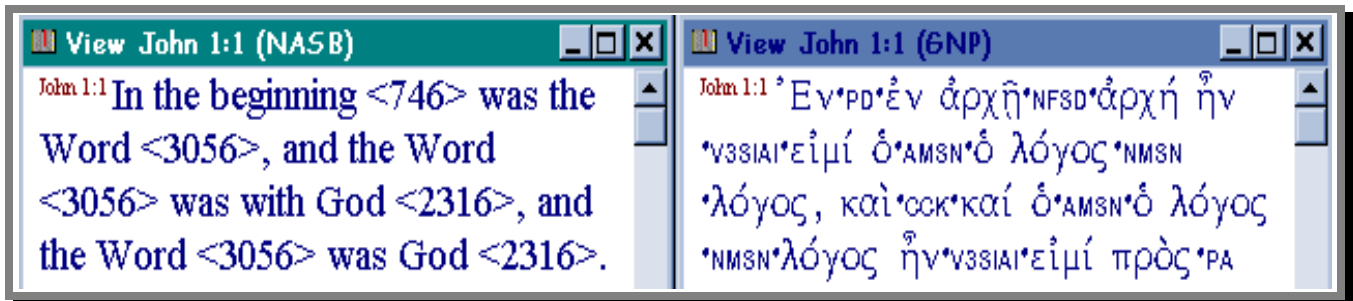 View John 1:1 (NASB)
John 1:1 In the beginning <746> was the
Word <3056>, and the Word
<3056> was with God <2316>, and
the Word <3056> was God <2316>.
View John 1:1 (GNP)
John 1:1 Ἐν•PD•ἐν ἀρχῇ•NFSD•ἀρχή ἦν
•V3SIAI•εἰμί ὁ•AMSN•ὁ λόγος•NMSN
•λόγος, καὶ•CCK•καί ὁ•AMSN•ὁ λόγος
•NMSN•λόγος ἦν•V3SIAI•εἰμί πρὸς•PA